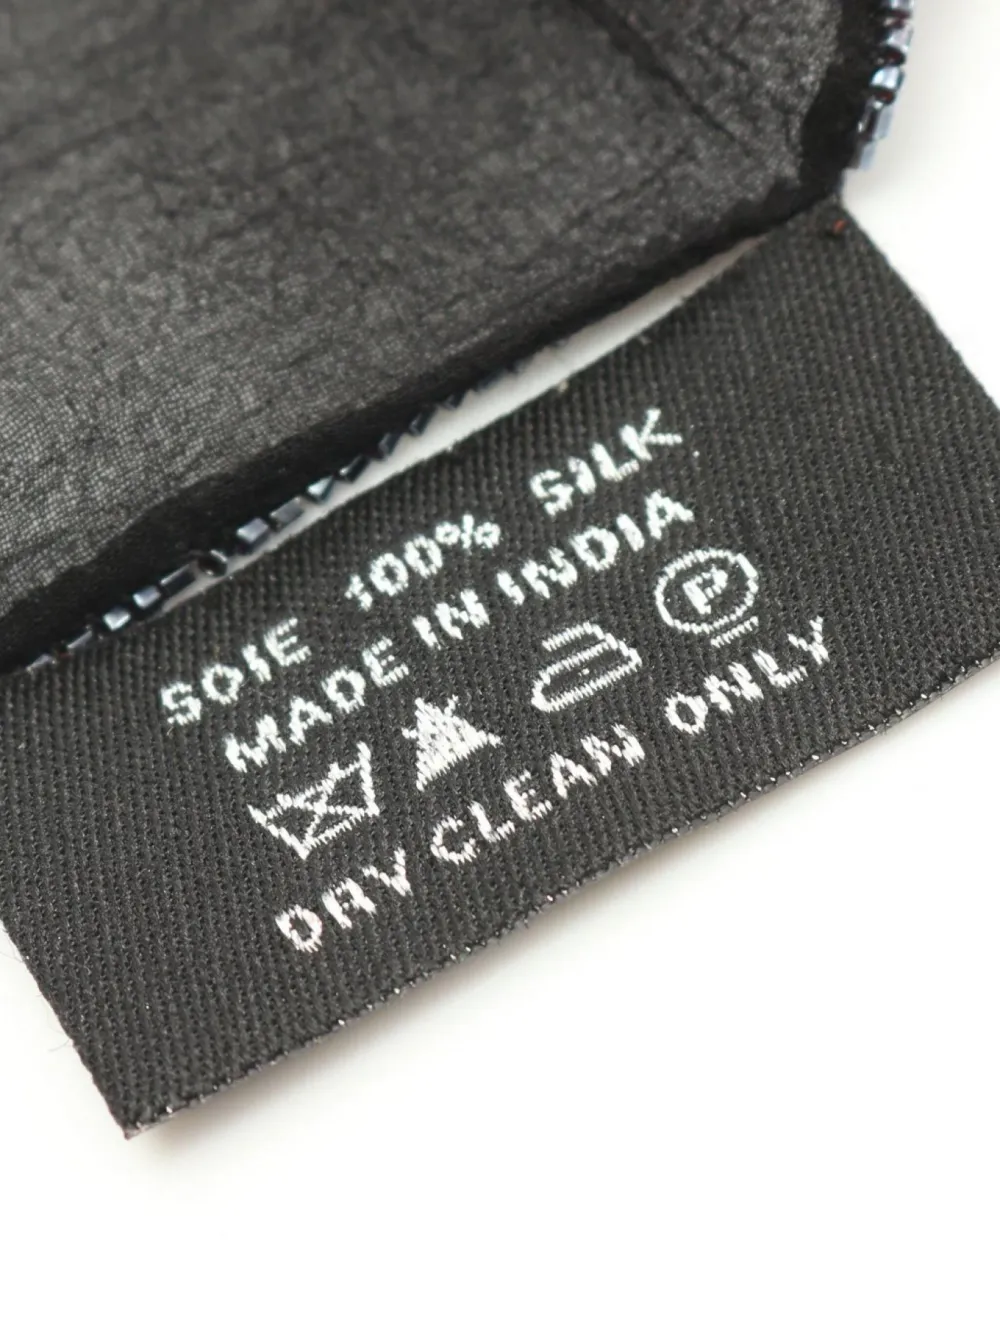 SOIE 100% SILK
MADE IN INDIA
P
DRY CLEAN ONLY